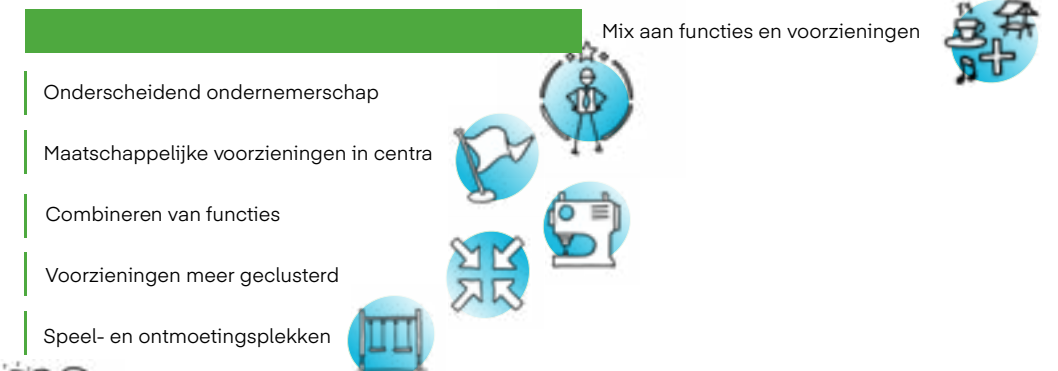 Mix aan functies en voorzieningen
Onderscheidend ondernemerschap
Maatschappelijke voorzieningen in centra
Combineren van functies
Voorzieningen meer geclusterd
Speel- en ontmoetingsplekken